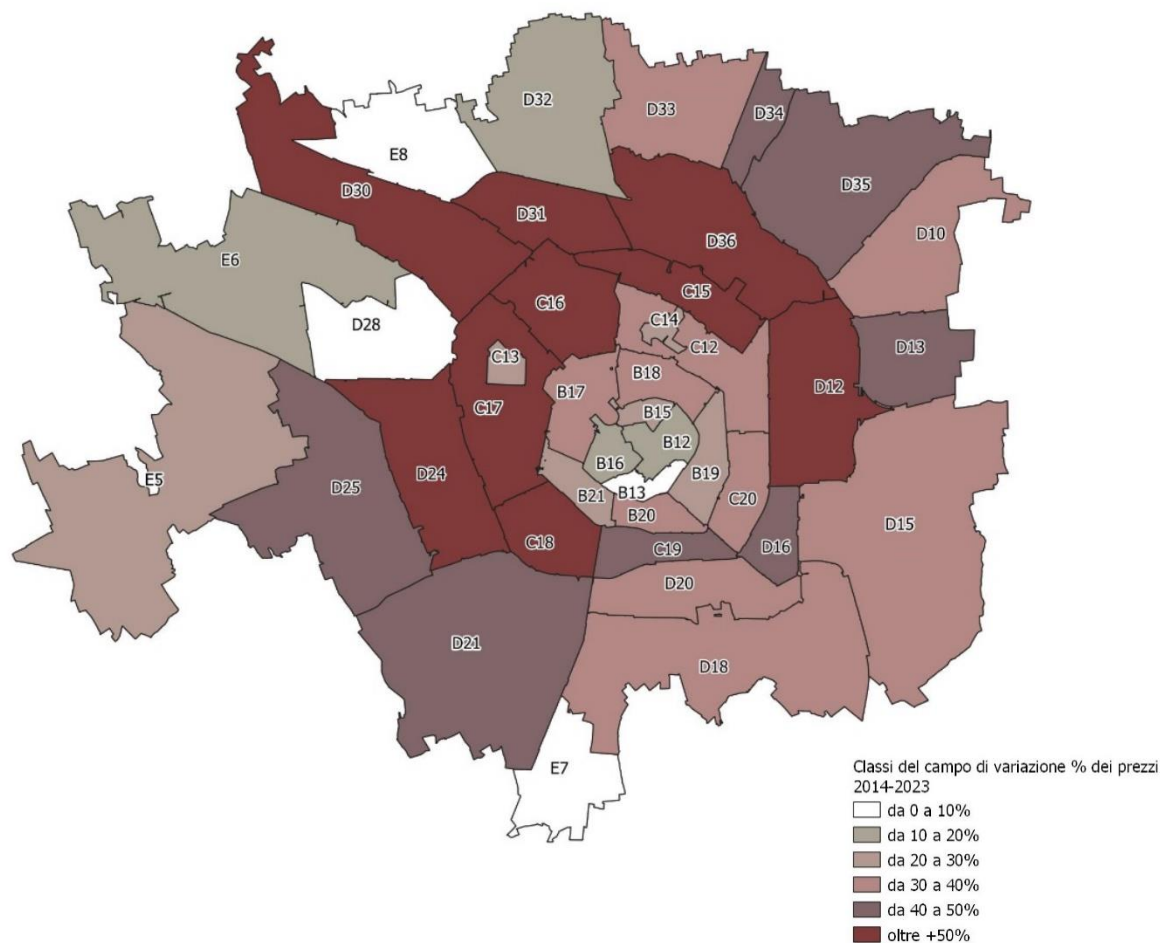 D32
D33
D34
E8
D35
D30
D31
D10
D36
E6
C16
C15
D28
C14
C12
D13
C13
B18
D12
B17
C17
B15
B12
B16
B19
E5
D24
D25
B13
B21
C20
B20
D15
C18
C19
D16
D20
D21
D18
E7
Classi del campo di variazione % dei prezzi
2014-2023
da 0 a 10%
da 10 a 20%
da 20 a 30%
da 30 a 40%
da 40 a 50%
oltre +50%